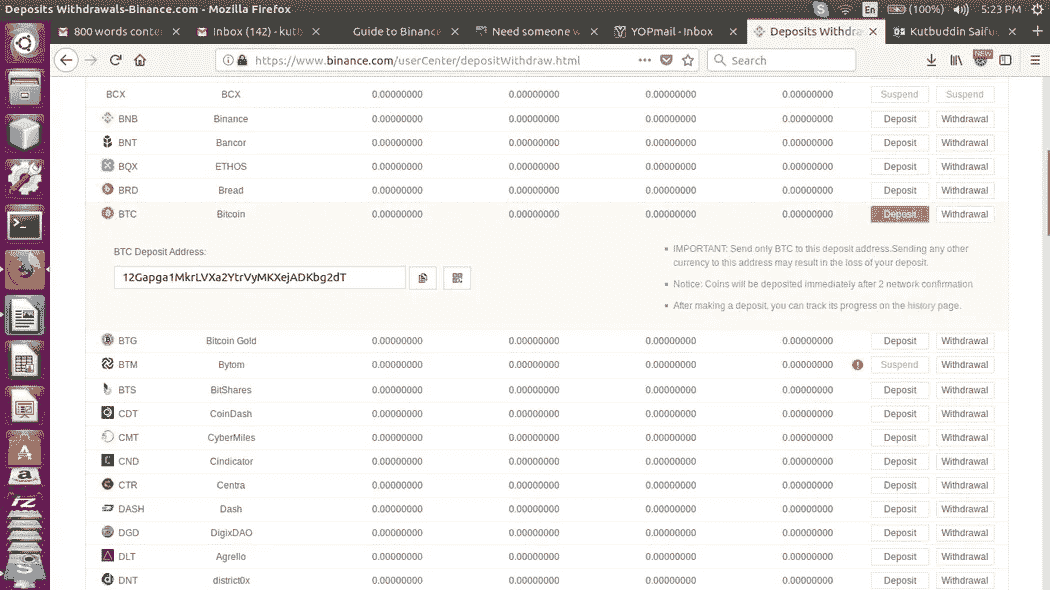 Deposits Withdrawals-Binance.com - Mozilla Firefox
En (100%) 5:23 PM
800 words conte
Inbox (142) - kutb
Guide to Binance
Need someone w
YOPmail - Inbox
Deposits Withdra
Kutbuddin Saifu
https://www.binance.com/userCenter/depositWithdraw.html
Search
NEW
BCX BCX 0.00000000 0.00000000 0.00000000 0.00000000 Suspend Suspend
BNB Binance 0.00000000 0.00000000 0.00000000 0.00000000 Deposit Withdrawal
BNT Bancor 0.00000000 0.00000000 0.00000000 0.00000000 Deposit Withdrawal
BQX ETHOS 0.00000000 0.00000000 0.00000000 0.00000000 Deposit Withdrawal
BRD Bread 0.00000000 0.00000000 0.00000000 0.00000000 Deposit Withdrawal
BTC Bitcoin 0.00000000 0.00000000 0.00000000 0.00000000 Deposit Withdrawal
BTC Deposit Address:
12Gapga1MkrLVXa2YtrVyMKXejADKbg2dT
IMPORTANT: Send only BTC to this deposit address.Sending any other
currency to this address may result in the loss of your deposit.
Notice: Coins will be deposited immediately after 2 network confirmation
After making a deposit, you can track its progress on the history page.
BTG Bitcoin Gold 0.00000000 0.00000000 0.00000000 0.00000000 Deposit Withdrawal
BTM Bytom 0.00000000 0.00000000 0.00000000 0.00000000 Suspend Withdrawal
BTS BitShares 0.00000000 0.00000000 0.00000000 0.00000000 Deposit Withdrawal
CDT CoinDash 0.00000000 0.00000000 0.00000000 0.00000000 Deposit Withdrawal
CMT CyberMiles 0.00000000 0.00000000 0.00000000 0.00000000 Deposit Withdrawal
CND Cindicator 0.00000000 0.00000000 0.00000000 0.00000000 Deposit Withdrawal
CTR Centra 0.00000000 0.00000000 0.00000000 0.00000000 Deposit Withdrawal
DASH Dash 0.00000000 0.00000000 0.00000000 0.00000000 Deposit Withdrawal
DGD DigixDAO 0.00000000 0.00000000 0.00000000 0.00000000 Deposit Withdrawal
DLT Agrello 0.00000000 0.00000000 0.00000000 0.00000000 Deposit Withdrawal
DNT district0x 0.00000000 0.00000000 0.00000000 0.00000000 Deposit Withdrawal